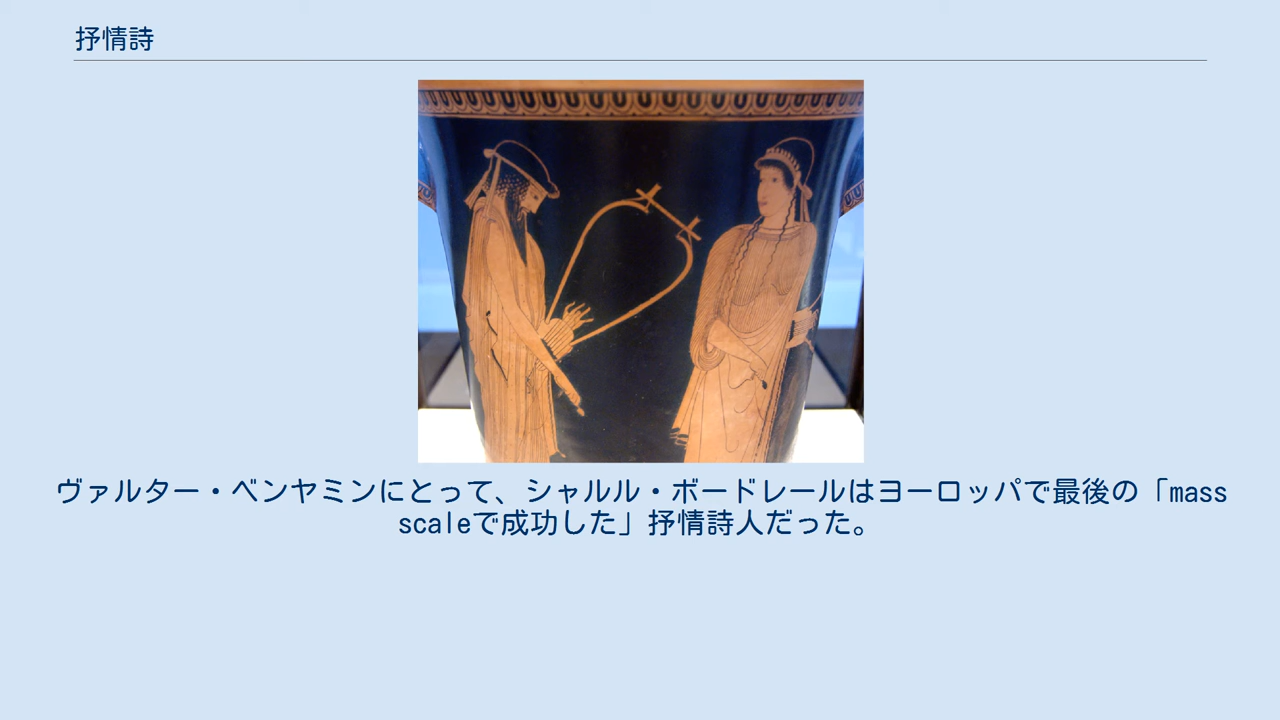 抒情詩
ヴァルター・ベンヤミンにとって、シャルル・ボードレールはヨーロッパで最後の「mass
scaleで成功した」抒情詩人だった。